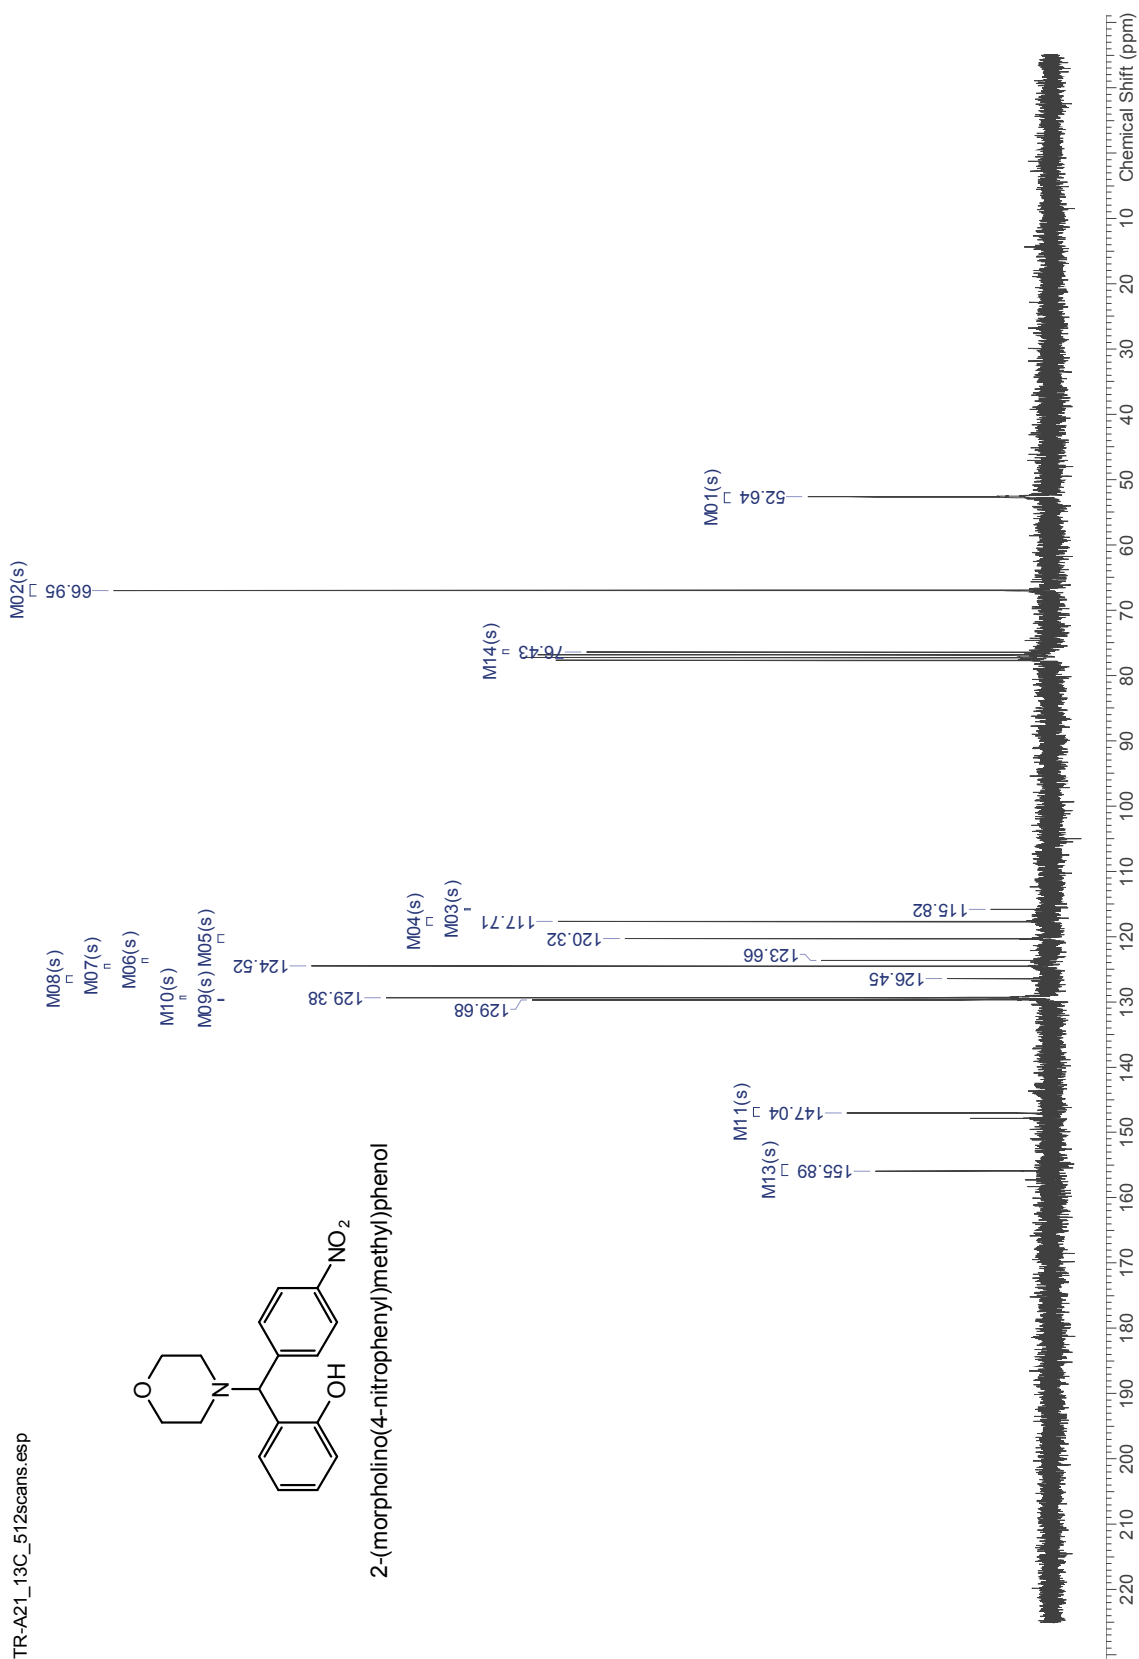 TR-A21_13C_512scans.esp
M02(s)
66.95
M08(s)
M07(s)
M06(s)
M10(s)
M09(s)
M05(s)
124.52
129.38
129.68
M04(s)
M03(s)
117.71
120.32
M14(s)
76.43
M01(s)
52.64
M11(s)
147.04
M13(s)
155.89
123.66
126.45
115.82
O
N
OH
NO2
2-(morpholino(4-nitrophenyl)methyl)phenol
220 210 200 190 180 170 160 150 140 130 120 110 100 90 80 70 60 50 40 30 20 10 Chemical Shift (ppm)